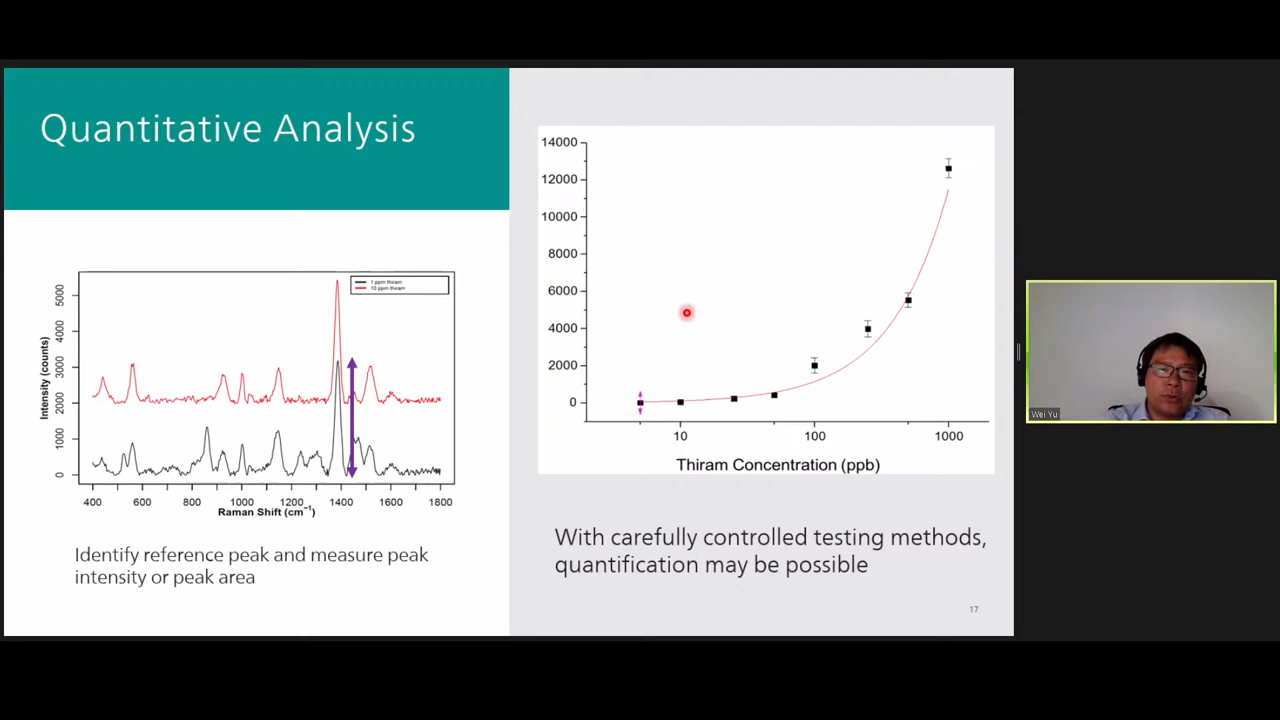 Quantitative Analysis
1 ppm thiram
10 ppm thiram
5000
4000
3000
2000
1000
0
Intensity (counts)
400 600 800 1000 1200 1400 1600 1800
Raman Shift (cm⁻¹)
Identify reference peak and measure peak
intensity or peak area
14000
12000
10000
8000
6000
4000
2000
0
10 100 1000
Thiram Concentration (ppb)
With carefully controlled testing methods,
quantification may be possible
17
Wei Yu